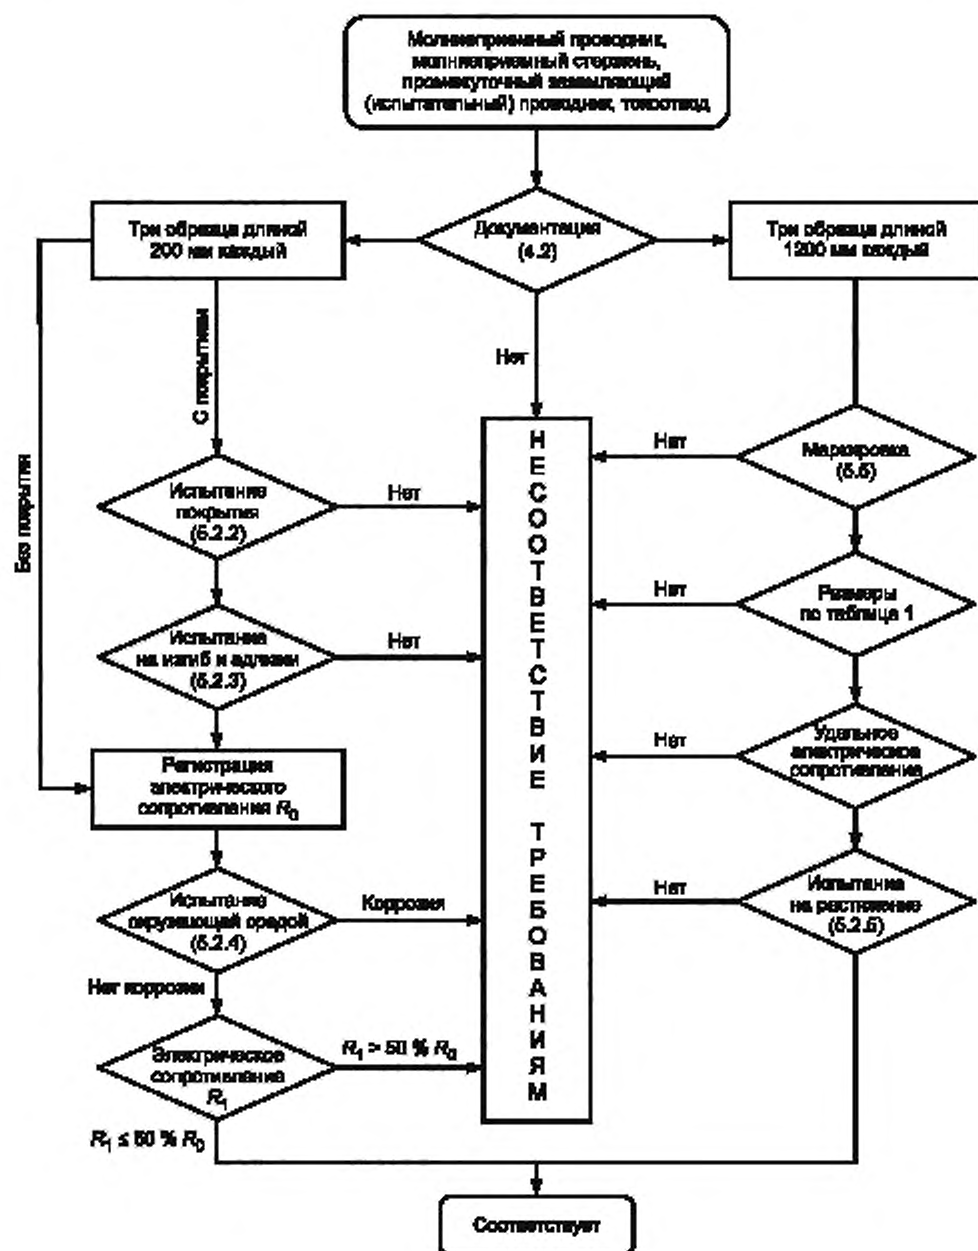 Молниеприемный проводник,
молниеприемный стержень,
промежуточный заземляющий
(испытательный) проводник, токоотвод
Документация
(4.2)
Три образца длиной
200 мм каждый
Три образца длиной
1200 мм каждый
Нет
С покрытием
Без покрытия
НЕСООТВЕТСТВИЕ ТРЕБОВАНИЯМ
Испытание
покрытия
(5.2.2)
Нет
Испытание
на изгиб и адгезии
(5.2.3)
Нет
Регистрация
электрического
сопротивления R0
Испытание
окружающей средой
(5.2.4)
Коррозия
Нет коррозии
Электрическое
сопротивление
R1
R1 > 50 % R0
R1 ≤ 50 % R0
Маркировка
(5.5)
Нет
Размеры
по таблице 1
Нет
Удельное
электрическое
сопротивление
Нет
Испытание
на растяжение
(5.2.5)
Нет
Соответствует